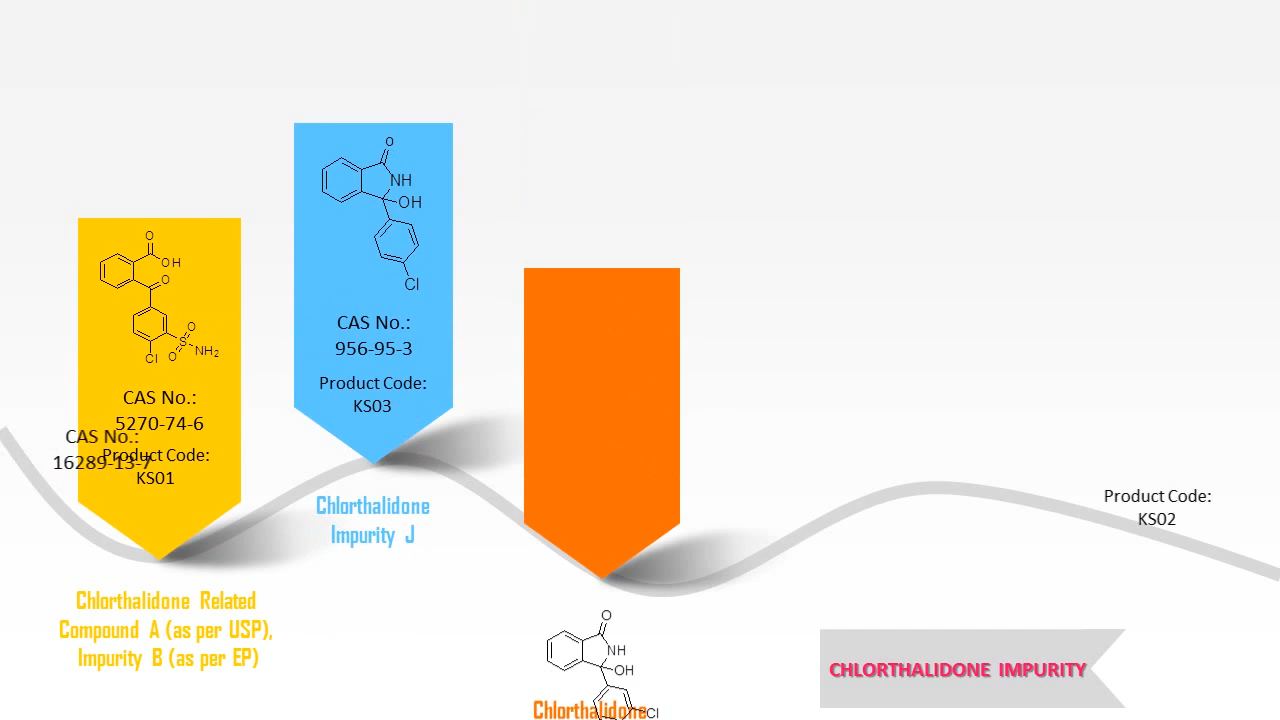 O
NH
OH
Cl
CAS No.:
956-95-3
Product Code:
KS03
Chlorthalidone
Impurity J
O
OH
O
O
S
NH2
O
Cl
CAS No.:
5270-74-6
Product Code:
KS01
CAS No.:
16289-13-7
Chlorthalidone Related
Compound A (as per USP),
Impurity B (as per EP)
Product Code:
KS02
O
NH
OH
Cl
Chlorthalidone
CHLORTHALIDONE IMPURITY